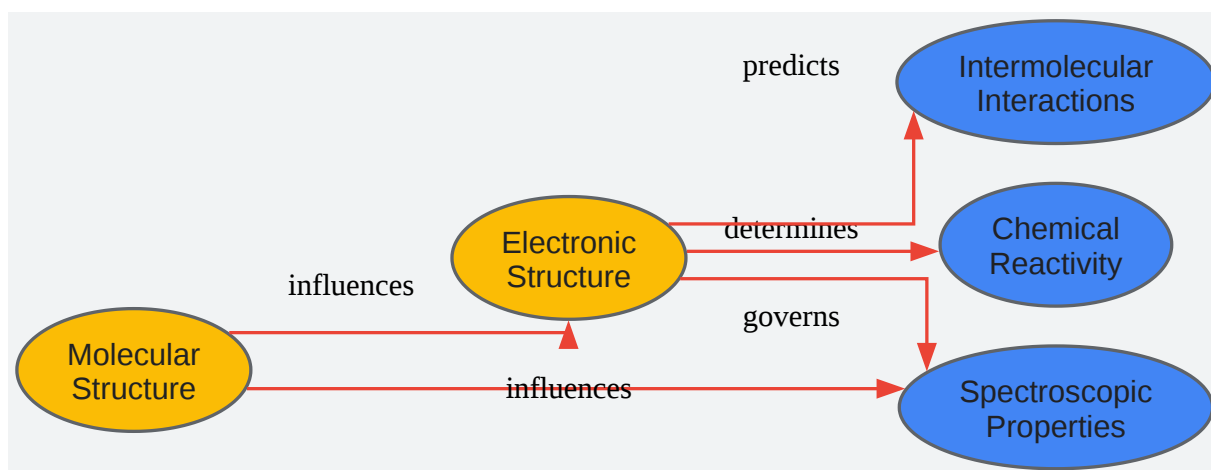 predicts
Intermolecular
Interactions
determines
Chemical
Reactivity
Electronic
Structure
influences
governs
Molecular
Structure
influences
Spectroscopic
Properties